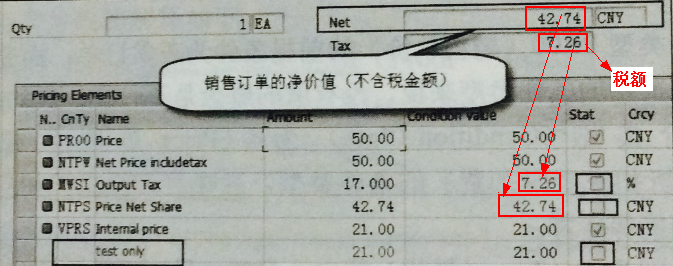 Qty 1 EA Net 42.74 CNY
Tax 7.26
税额
销售订单的净价值（不含税金额）
Pricing Elements
N.. CnTy Name Amount Condition Value Stat Crcy
PR00 Price 50.00 50.00 CNY
NTPW Net Price includetax 50.00 50.00 CNY
MWSI Output Tax 17.000 7.26 %
NTPS Price Net Share 42.74 42.74 CNY
VPRS Internal price 21.00 21.00 CNY
test only 21.00 21.00 CNY